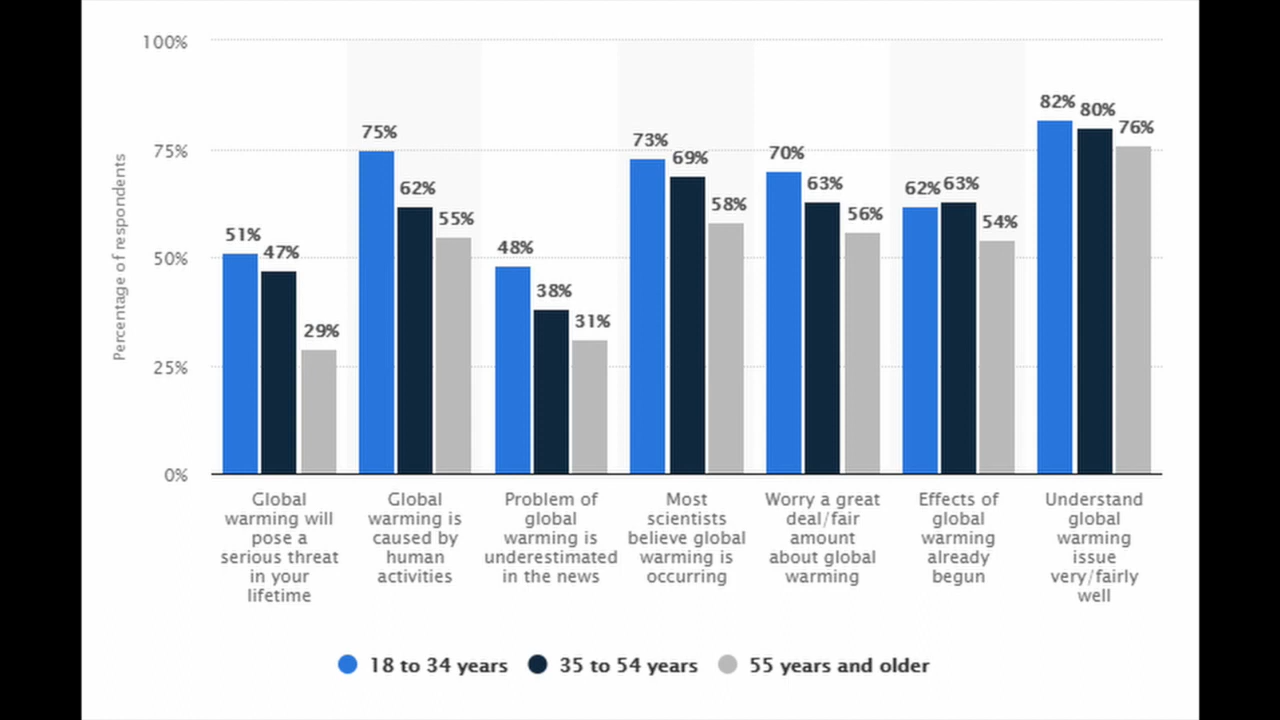 100%
75%
50%
25%
0%
Percentage of respondents
51%
47%
29%
75%
62%
55%
48%
38%
31%
73%
69%
58%
70%
63%
56%
62%
63%
54%
82%
80%
76%
Global
warming will
pose a
serious threat
in your
lifetime
Global
warming is
caused by
human
activities
Problem of
global
warming is
underestimated
in the news
Most
scientists
believe global
warming is
occurring
Worry a great
deal/fair
amount
about global
warming
Effects of
global
warming
already
begun
Understand
global
warming
issue
very/fairly
well
18 to 34 years
35 to 54 years
55 years and older